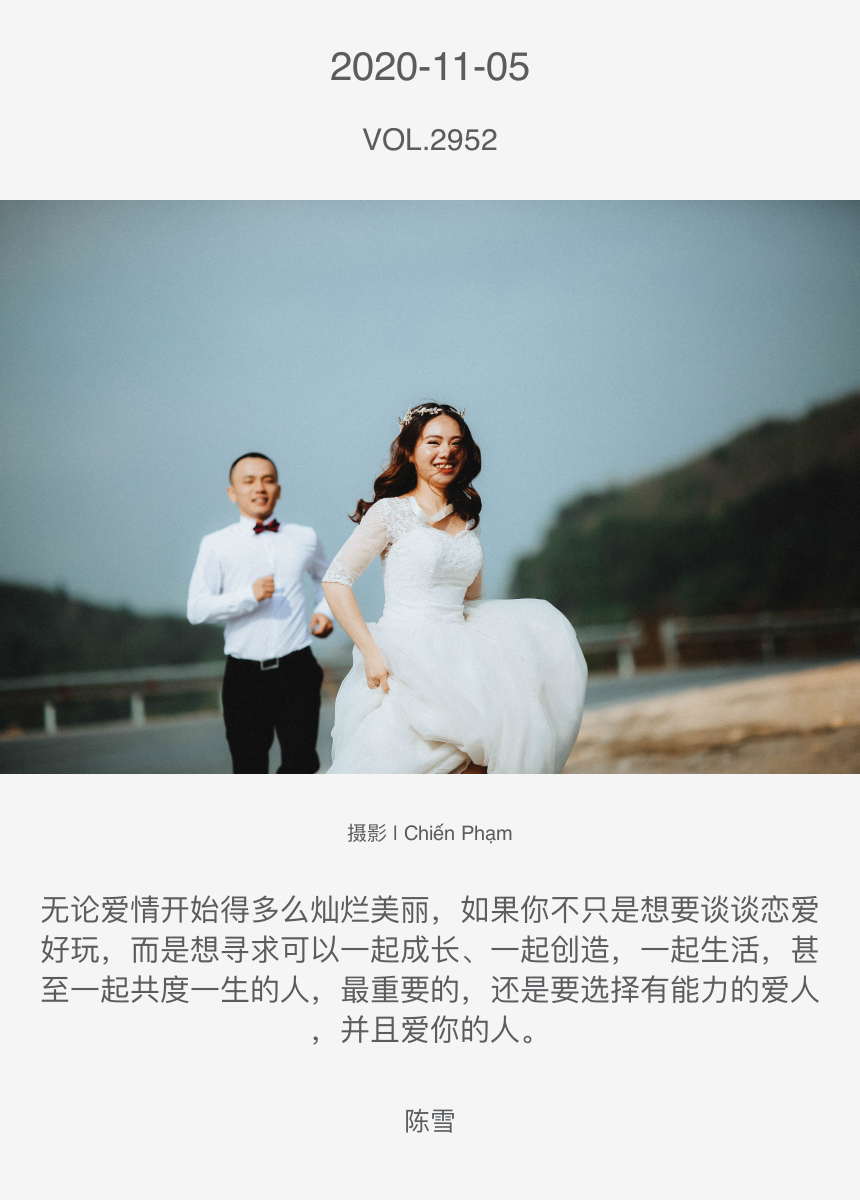 2020-11-05
VOL.2952
摄影 l Chiến Phạm
无论爱情开始得多么灿烂美丽，如果你不只是想要谈谈恋爱
好玩，而是想寻求可以一起成长、一起创造，一起生活，甚
至一起共度一生的人，最重要的，还是要选择有能力的爱人
，并且爱你的人。
陈雪